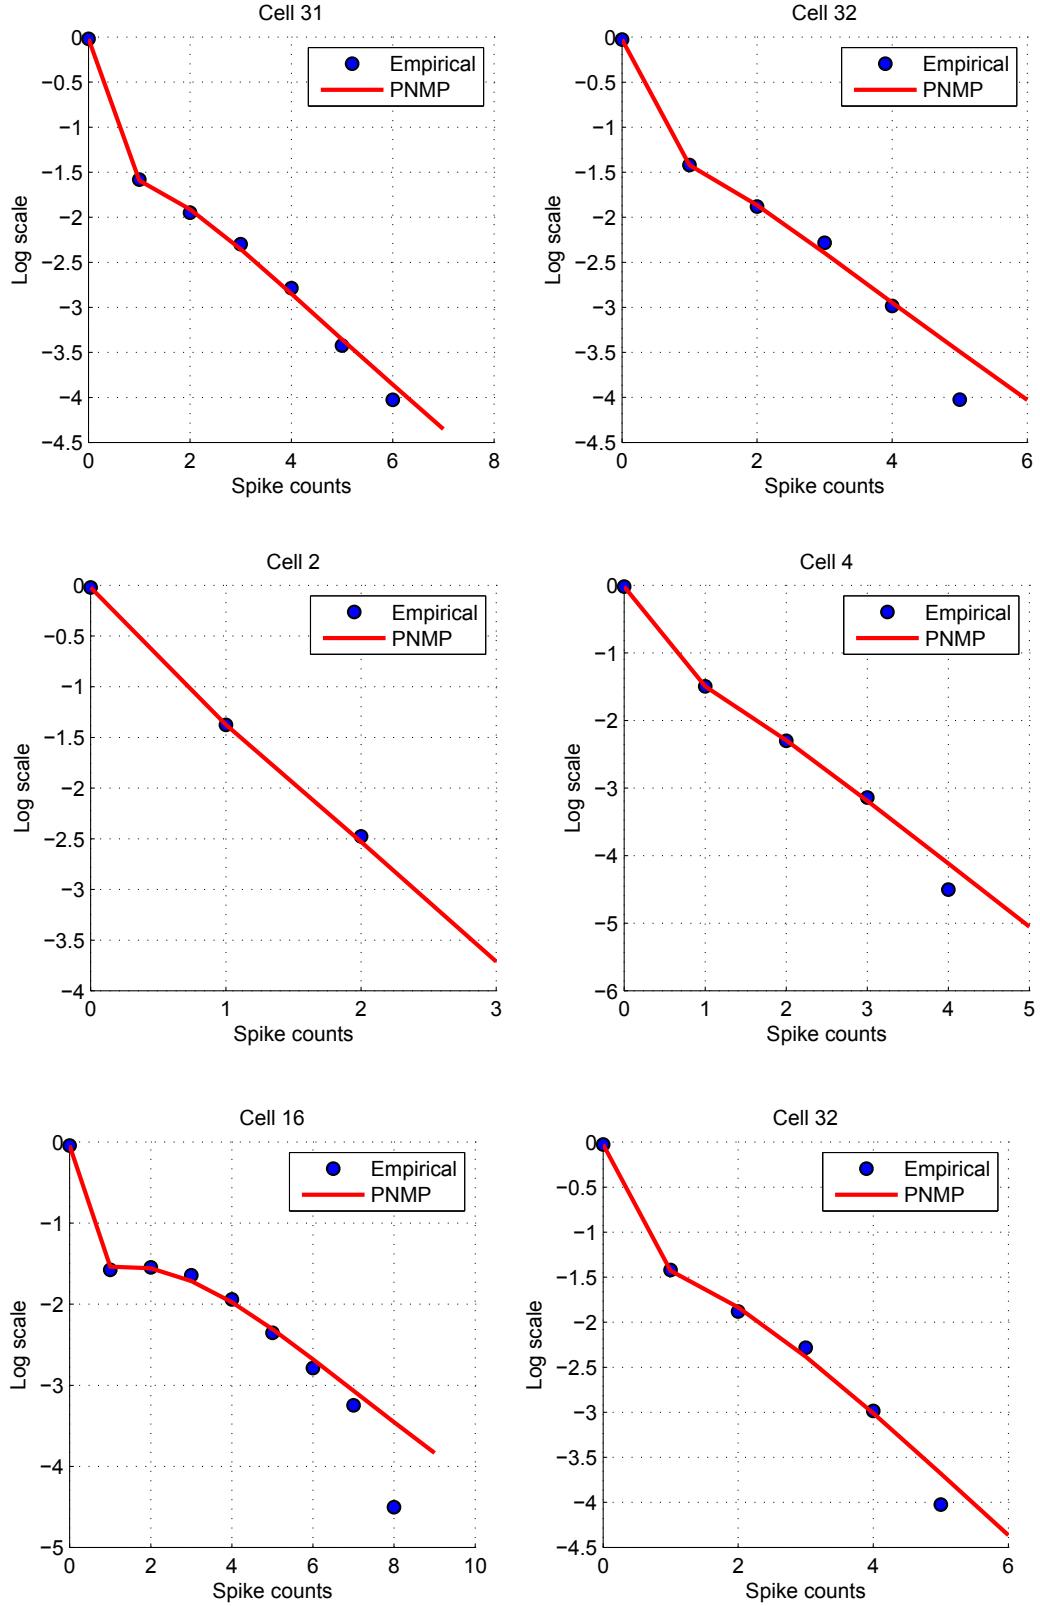 Cell 31
0
−0.5
−1
−1.5
−2
−2.5
−3
−3.5
−4
−4.5
0 2 4 6 8
Log scale
Spike counts
Empirical
PNMP
Cell 32
0
−0.5
−1
−1.5
−2
−2.5
−3
−3.5
−4
−4.5
0 2 4 6
Log scale
Spike counts
Empirical
PNMP
Cell 2
0
−0.5
−1
−1.5
−2
−2.5
−3
−3.5
−4
0 1 2 3
Log scale
Spike counts
Empirical
PNMP
Cell 4
0
−1
−2
−3
−4
−5
−6
0 1 2 3 4 5
Log scale
Spike counts
Empirical
PNMP
Cell 16
0
−1
−2
−3
−4
−5
0 2 4 6 8 10
Log scale
Spike counts
Empirical
PNMP
Cell 32
0
−0.5
−1
−1.5
−2
−2.5
−3
−3.5
−4
−4.5
0 2 4 6
Log scale
Spike counts
Empirical
PNMP